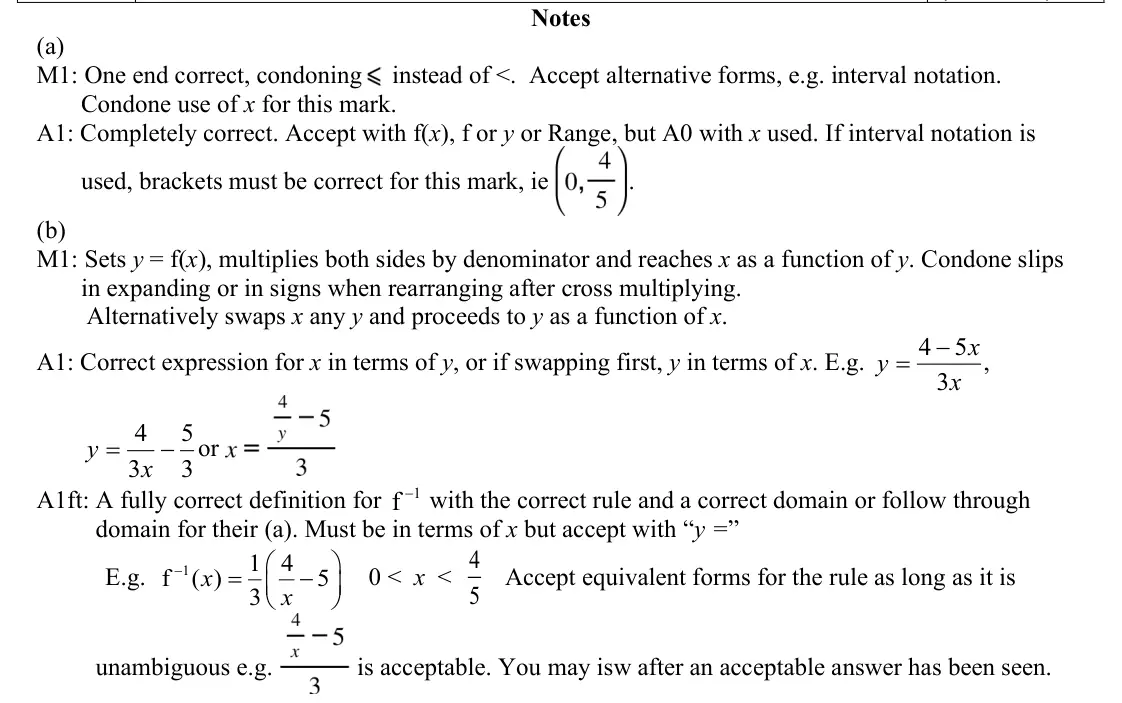 Notes
(a)
M1: One end correct, condoning ⩽ instead of <. Accept alternative forms, e.g. interval notation.
Condone use of x for this mark.
A1: Completely correct. Accept with f(x), f or y or Range, but A0 with x used. If interval notation is
used, brackets must be correct for this mark, ie (0, 4/5).
(b)
M1: Sets y = f(x), multiplies both sides by denominator and reaches x as a function of y. Condone slips
in expanding or in signs when rearranging after cross multiplying.
Alternatively swaps x any y and proceeds to y as a function of x.
A1: Correct expression for x in terms of y, or if swapping first, y in terms of x. E.g. y = (4 − 5x)/(3x),
y = 4/(3x) − 5/3 or x = (4/y − 5)/3
A1ft: A fully correct definition for f⁻¹ with the correct rule and a correct domain or follow through
domain for their (a). Must be in terms of x but accept with “y =”
E.g. f⁻¹(x) = 1/3(4/x − 5) 0 < x < 4/5 Accept equivalent forms for the rule as long as it is
unambiguous e.g. (4/x − 5)/3 is acceptable. You may isw after an acceptable answer has been seen.